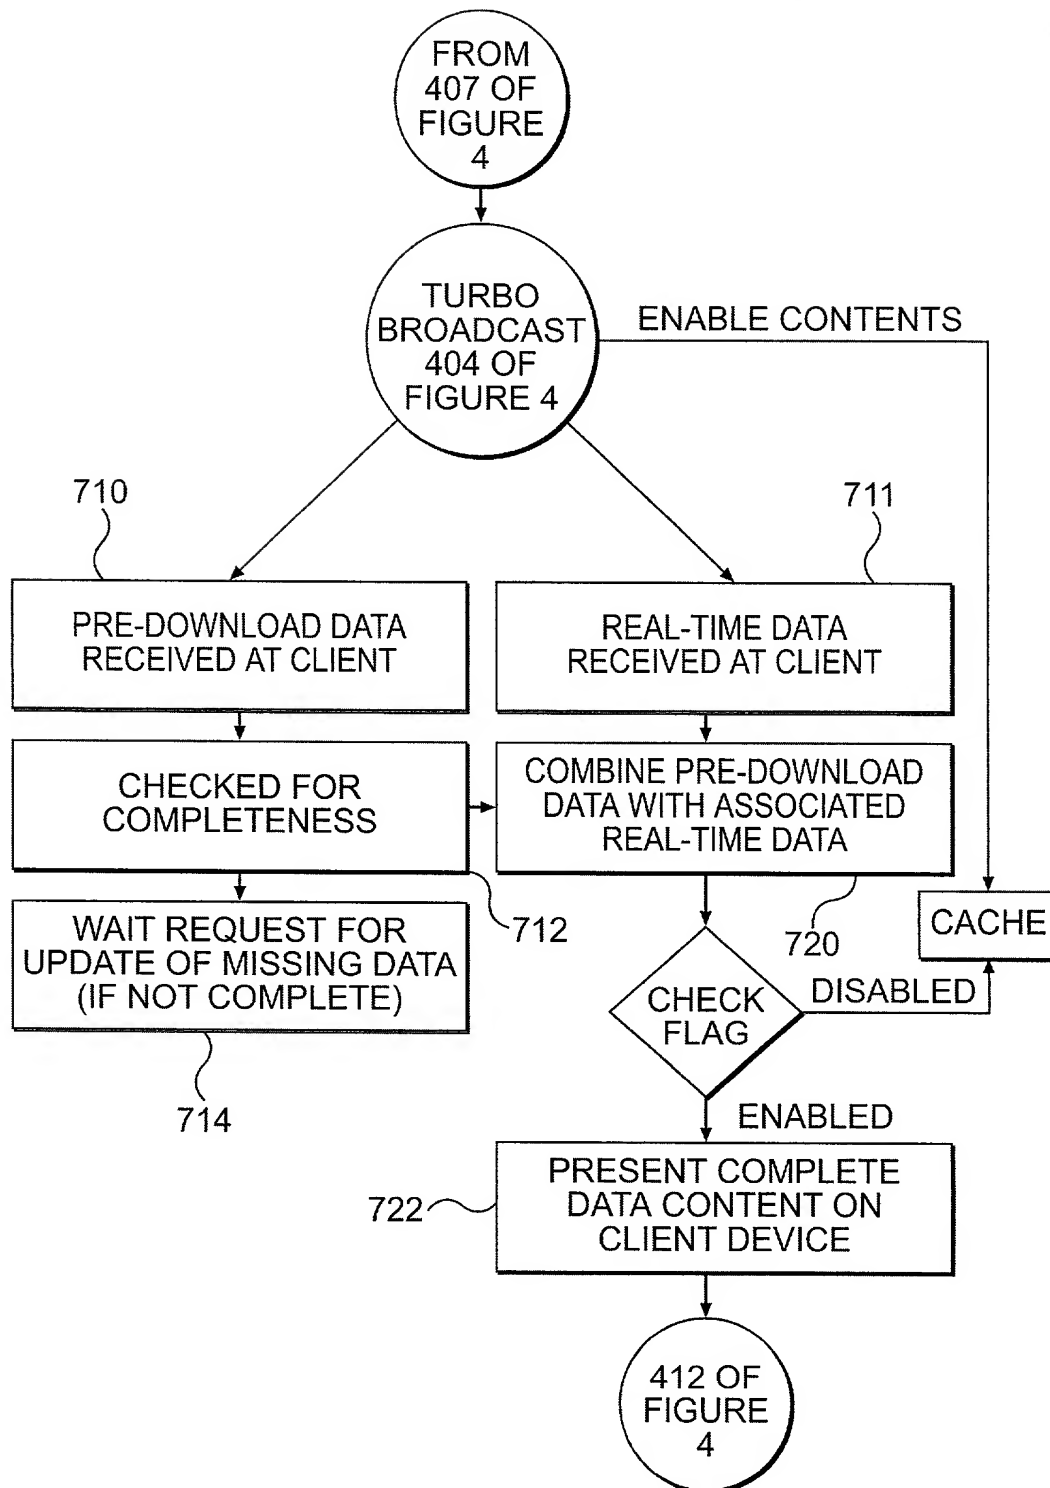 FROM
407 OF
FIGURE
4
TURBO
BROADCAST
404 OF
FIGURE 4
ENABLE CONTENTS
710
711
PRE-DOWNLOAD DATA
RECEIVED AT CLIENT
REAL-TIME DATA
RECEIVED AT CLIENT
CHECKED FOR
COMPLETENESS
COMBINE PRE-DOWNLOAD
DATA WITH ASSOCIATED
REAL-TIME DATA
712
720
CACHE
WAIT REQUEST FOR
UPDATE OF MISSING DATA
(IF NOT COMPLETE)
714
CHECK
FLAG
DISABLED
ENABLED
722
PRESENT COMPLETE
DATA CONTENT ON
CLIENT DEVICE
412 OF
FIGURE
4